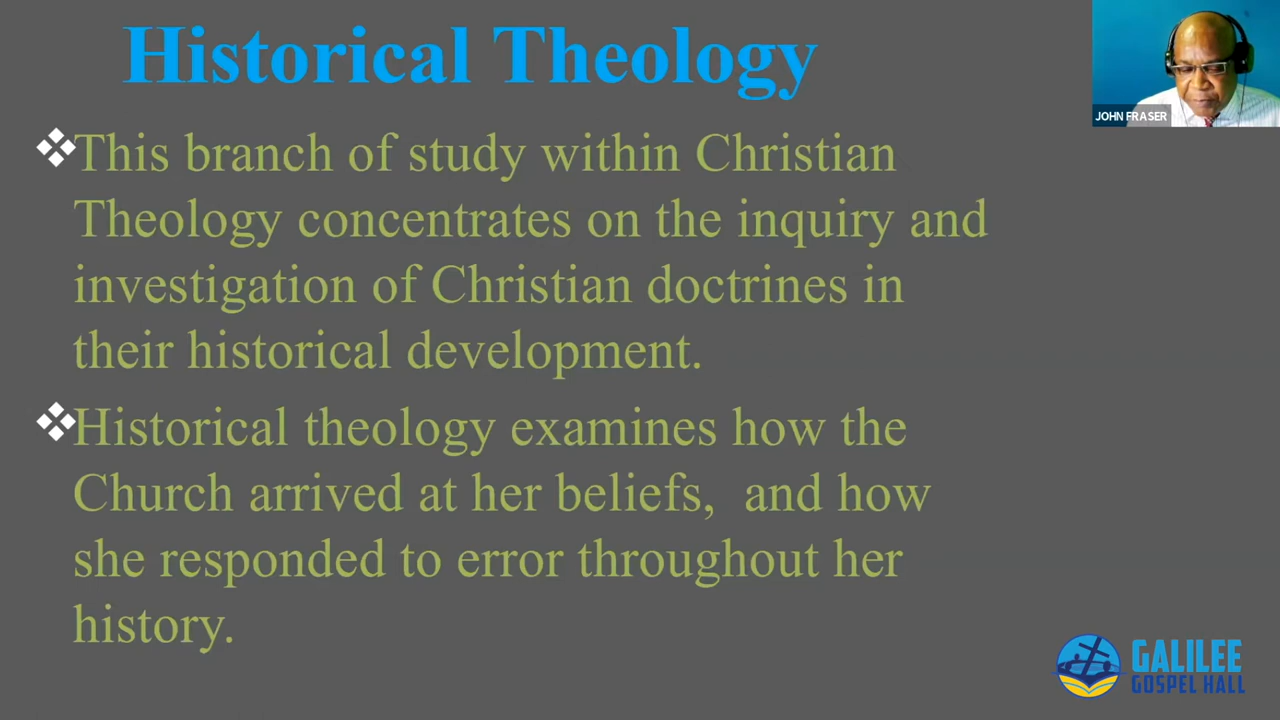 Historical Theology
JOHN FRASER
This branch of study within Christian
Theology concentrates on the inquiry and
investigation of Christian doctrines in
their historical development.
Historical theology examines how the
Church arrived at her beliefs,  and how
she responded to error throughout her
history.
GALILEE
GOSPEL HALL